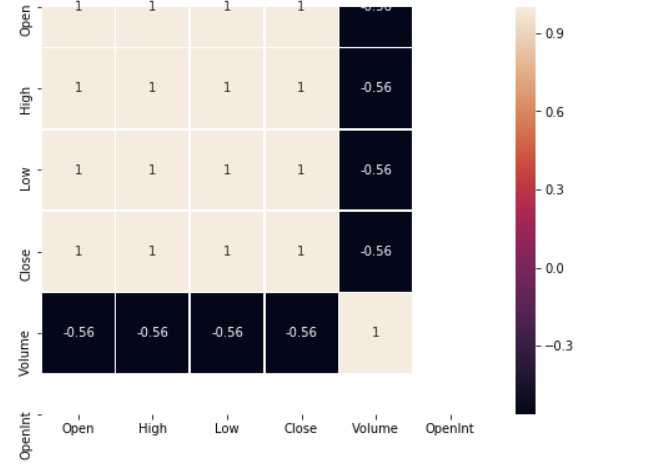 Open 1 1 1 1 -0.56 0.9
High 1 1 1 1 -0.56 0.6
Low 1 1 1 1 -0.56 0.3
Close 1 1 1 1 -0.56 0.0
Volume -0.56 -0.56 -0.56 -0.56 1 −0.3
OpenInt
Open High Low Close Volume OpenInt